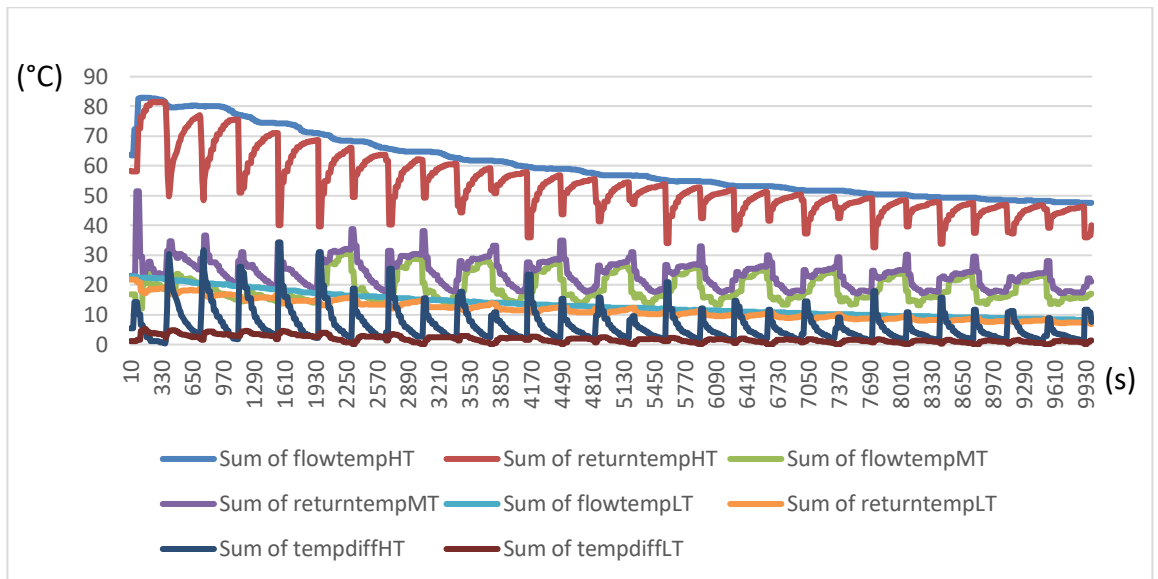 (°C)
90
80
70
60
50
40
30
20
10
0
10 330 650 970 1290 1610 1930 2250 2570 2890 3210 3530 3850 4170 4490 4810 5130 5450 5770 6090 6410 6730 7050 7370 7690 8010 8330 8650 8970 9290 9610 9930 (s)
Sum of flowtempHT Sum of returntempHT Sum of flowtempMT
Sum of returntempMT Sum of flowtempLT Sum of returntempLT
Sum of tempdiffHT Sum of tempdiffLT